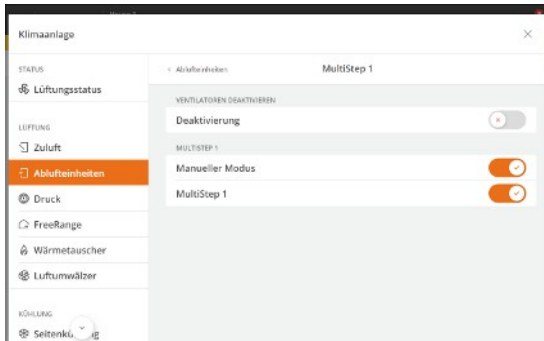 Klimaanlage
STATUS
Lüftungsstatus
LÜFTUNG
Zuluft
Ablufteinheiten
Druck
FreeRange
Wärmetauscher
Luftumwälzer
KÜHLUNG
Ablufteinheiten
MultiStep 1
VENTILATOREN DEAKTIVIEREN
Deaktivierung
MULTISTEP 1
Manueller Modus
MultiStep 1